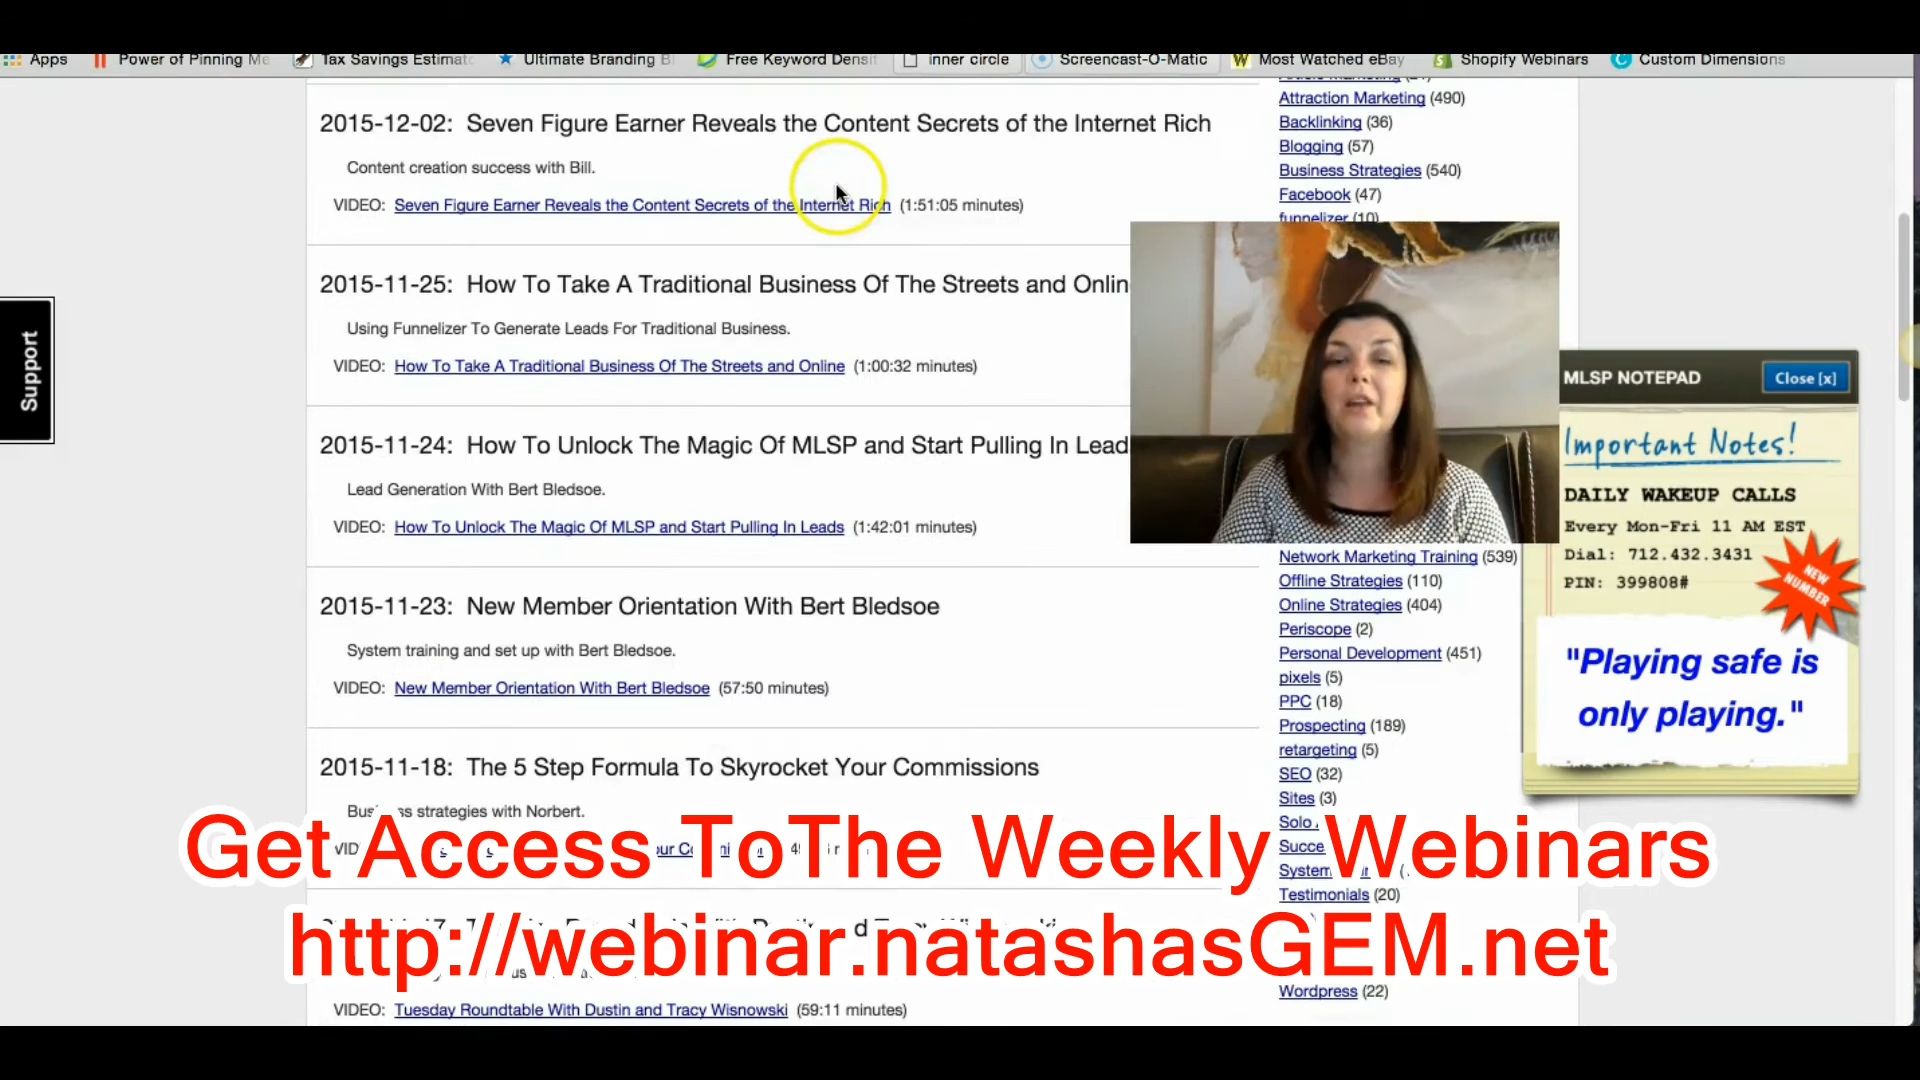 Apps Power of Pinning Me Tax Savings Estimat Ultimate Branding Free Keyword Densit Inner circle Screencast-O-Matic Most Watched eBay Shopify Webinars Custom Dimensions
2015-12-02: Seven Figure Earner Reveals the Content Secrets of the Internet Rich
Content creation success with Bill.
VIDEO: Seven Figure Earner Reveals the Content Secrets of the Internet Rich (1:51:05 minutes)
2015-11-25: How To Take A Traditional Business Of The Streets and Onlin
Using Funnelizer To Generate Leads For Traditional Business.
VIDEO: How To Take A Traditional Business Of The Streets and Online (1:00:32 minutes)
2015-11-24: How To Unlock The Magic Of MLSP and Start Pulling In Lead
Lead Generation With Bert Bledsoe.
VIDEO: How To Unlock The Magic Of MLSP and Start Pulling In Leads (1:42:01 minutes)
2015-11-23: New Member Orientation With Bert Bledsoe
System training and set up with Bert Bledsoe.
VIDEO: New Member Orientation With Bert Bledsoe (57:50 minutes)
2015-11-18: The 5 Step Formula To Skyrocket Your Commissions
strategies with Norbert.
VIDEO: Tuesday Roundtable With Dustin and Tracy Wisnowski (59:11 minutes)
Attraction Marketing (490)
Backlinking (36)
Blogging (57)
Business Strategies (540)
Facebook (47)
funnelizer (10)
Network Marketing Training (539)
Offline Strategies (110)
Online Strategies (404)
Periscope (2)
Personal Development (451)
pixels (5)
PPC (18)
Prospecting (189)
retargeting (5)
SEO (32)
Sites (3)
Solo
Succe
System
Testimonials (20)
Wordpress (22)
Support
MLSP NOTEPAD Close [x]
Important Notes!
DAILY WAKEUP CALLS
Every Mon-Fri 11 AM EST
Dial: 712.432.3431
PIN: 399808#
NEW
NUMBER
"Playing safe is
only playing."
Get Access ToThe Weekly Webinars
http://webinar.natashasGEM.net